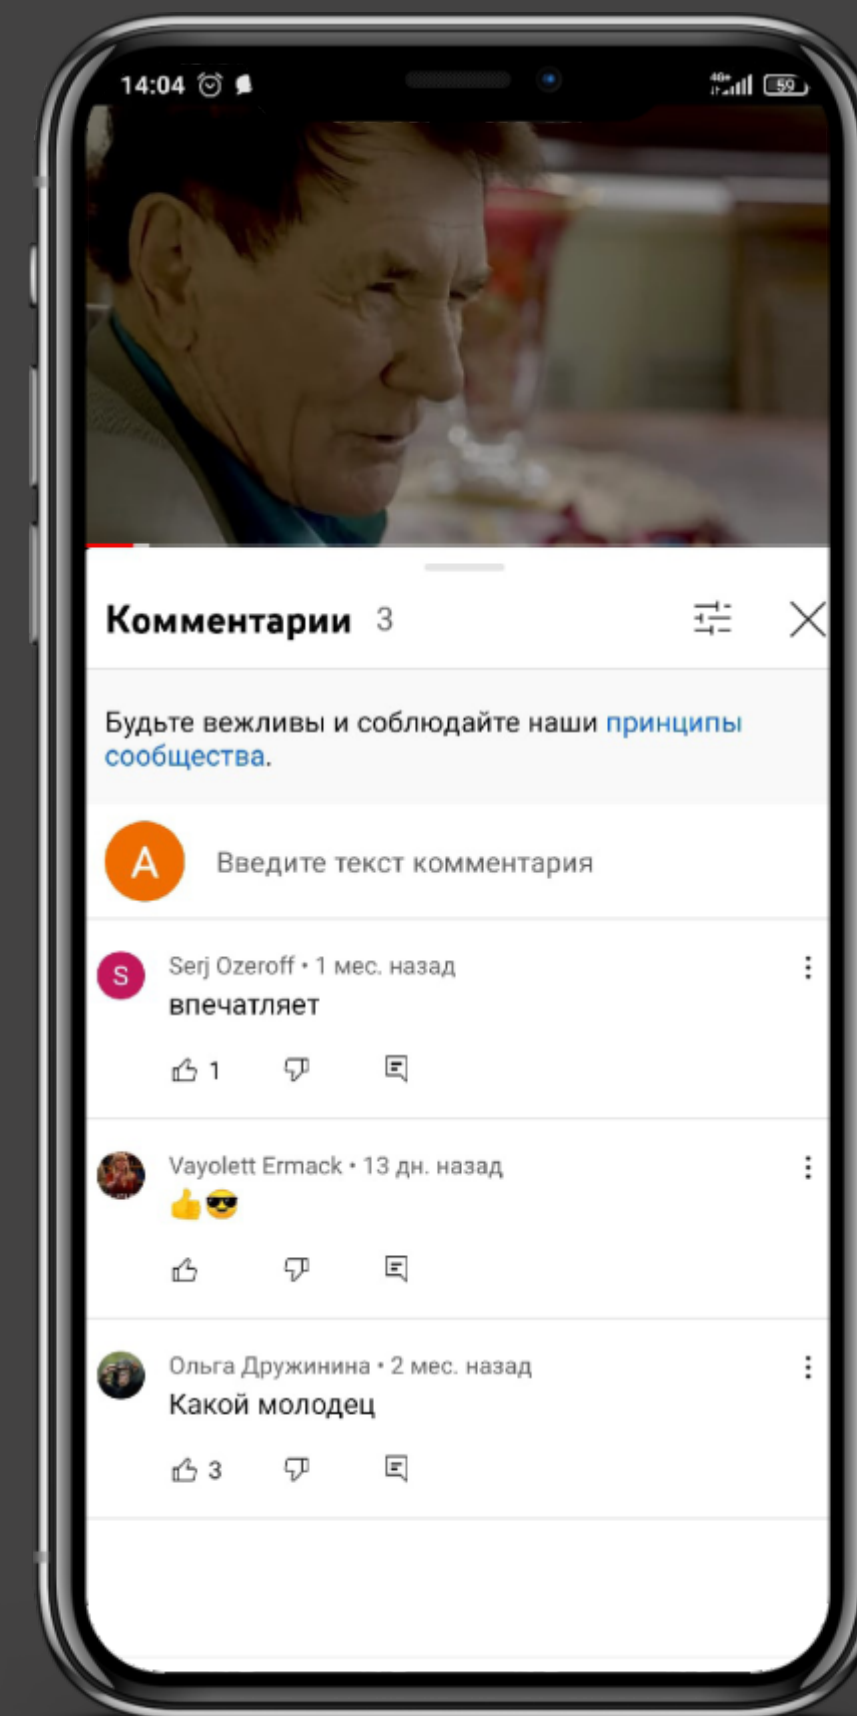 14:04
4G+
59
Комментарии 3
Будьте вежливы и соблюдайте наши принципы
сообщества.
A
Введите текст комментария
S
Serj Ozeroff • 1 мес. назад
впечатляет
1
Vayolett Ermack • 13 дн. назад
👍😎
Ольга Дружинина • 2 мес. назад
Какой молодец
3